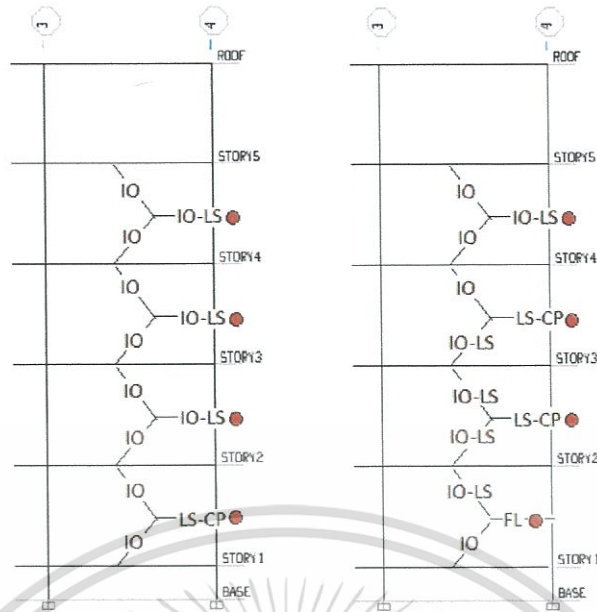 3 4 3 4
ROOF ROOF
STORY5 STORY5
IO IO
IO-LS IO-LS
IO IO
STORY4 STORY4
IO IO
IO-LS LS-CP
IO IO-LS
STORY3 STORY3
IO IO-LS
IO-LS LS-CP
IO IO-LS
STORY2 STORY2
IO IO-LS
LS-CP FL
IO IO
STORY1 STORY1
BASE BASE